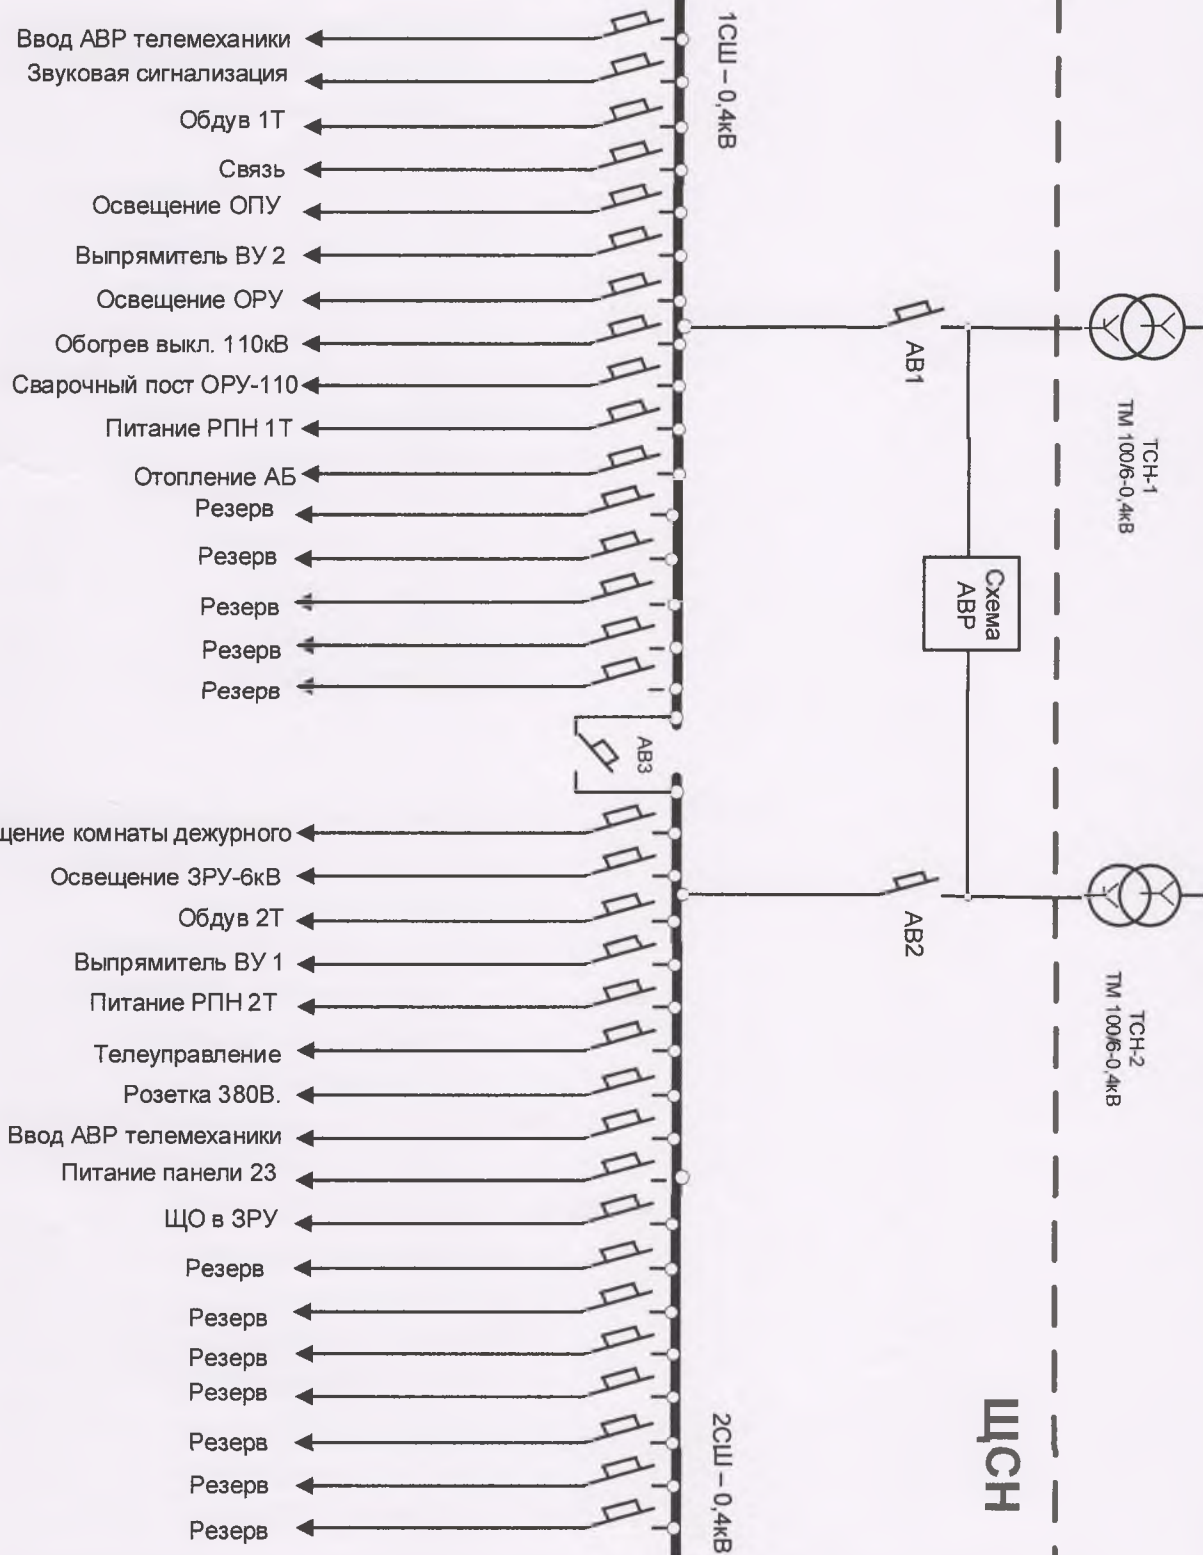 Ввод АВР телемеханики
Звуковая сигнализация
Обдув 1Т
Связь
Освещение ОПУ
Выпрямитель ВУ 2
Освещение ОРУ
Обогрев выкл. 110кВ
Сварочный пост ОРУ-110
Питание РПН 1Т
Отопление АБ
Резерв
Резерв
Резерв
Резерв
Резерв
1СШ – 0,4кВ
АВ1
ТСН-1
ТМ 100/6-0,4кВ
Схема
АВР
АВ3
щение комнаты дежурного
Освещение ЗРУ-6кВ
Обдув 2Т
Выпрямитель ВУ 1
Питание РПН 2Т
Телеуправление
Розетка 380В.
Ввод АВР телемеханики
Питание панели 23
ЩО в ЗРУ
Резерв
Резерв
Резерв
Резерв
Резерв
Резерв
Резерв
АВ2
ТСН-2
ТМ 100/6-0,4кВ
2СШ – 0,4кВ
ЩСН